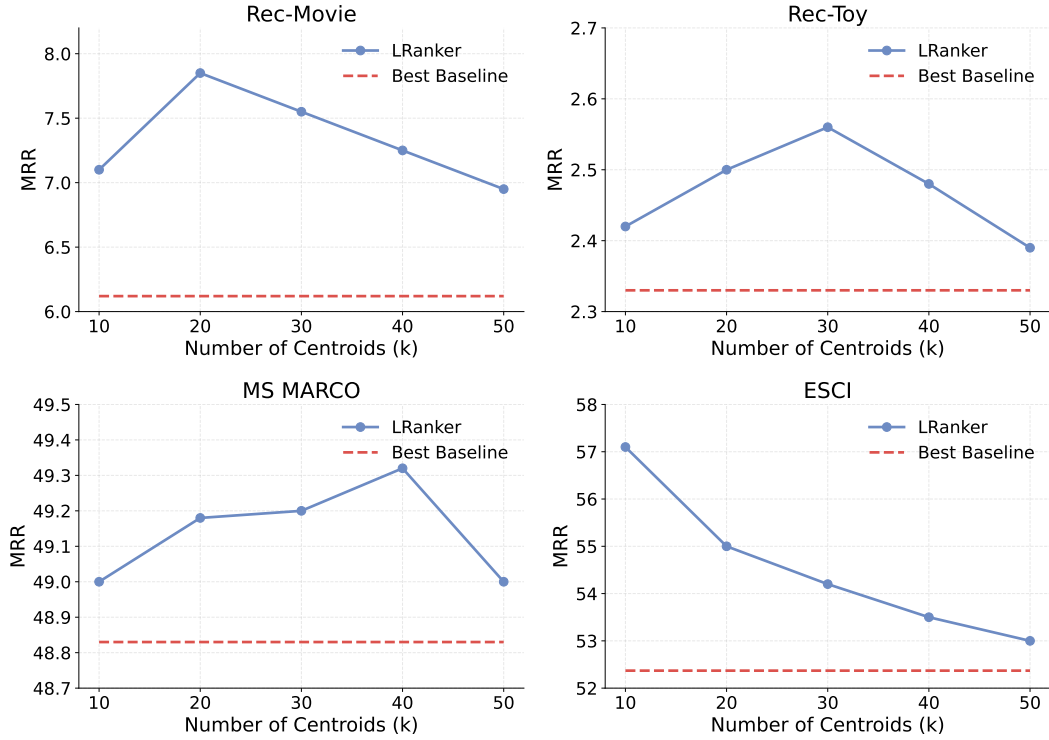 Rec-Movie
MRR
8.0
7.5
7.0
6.5
6.0
10 20 30 40 50
Number of Centroids (k)
LRanker
Best Baseline
Rec-Toy
MRR
2.7
2.6
2.5
2.4
2.3
10 20 30 40 50
Number of Centroids (k)
LRanker
Best Baseline
MS MARCO
MRR
49.5
49.4
49.3
49.2
49.1
49.0
48.9
48.8
48.7
10 20 30 40 50
Number of Centroids (k)
LRanker
Best Baseline
ESCI
MRR
58
57
56
55
54
53
52
10 20 30 40 50
Number of Centroids (k)
LRanker
Best Baseline